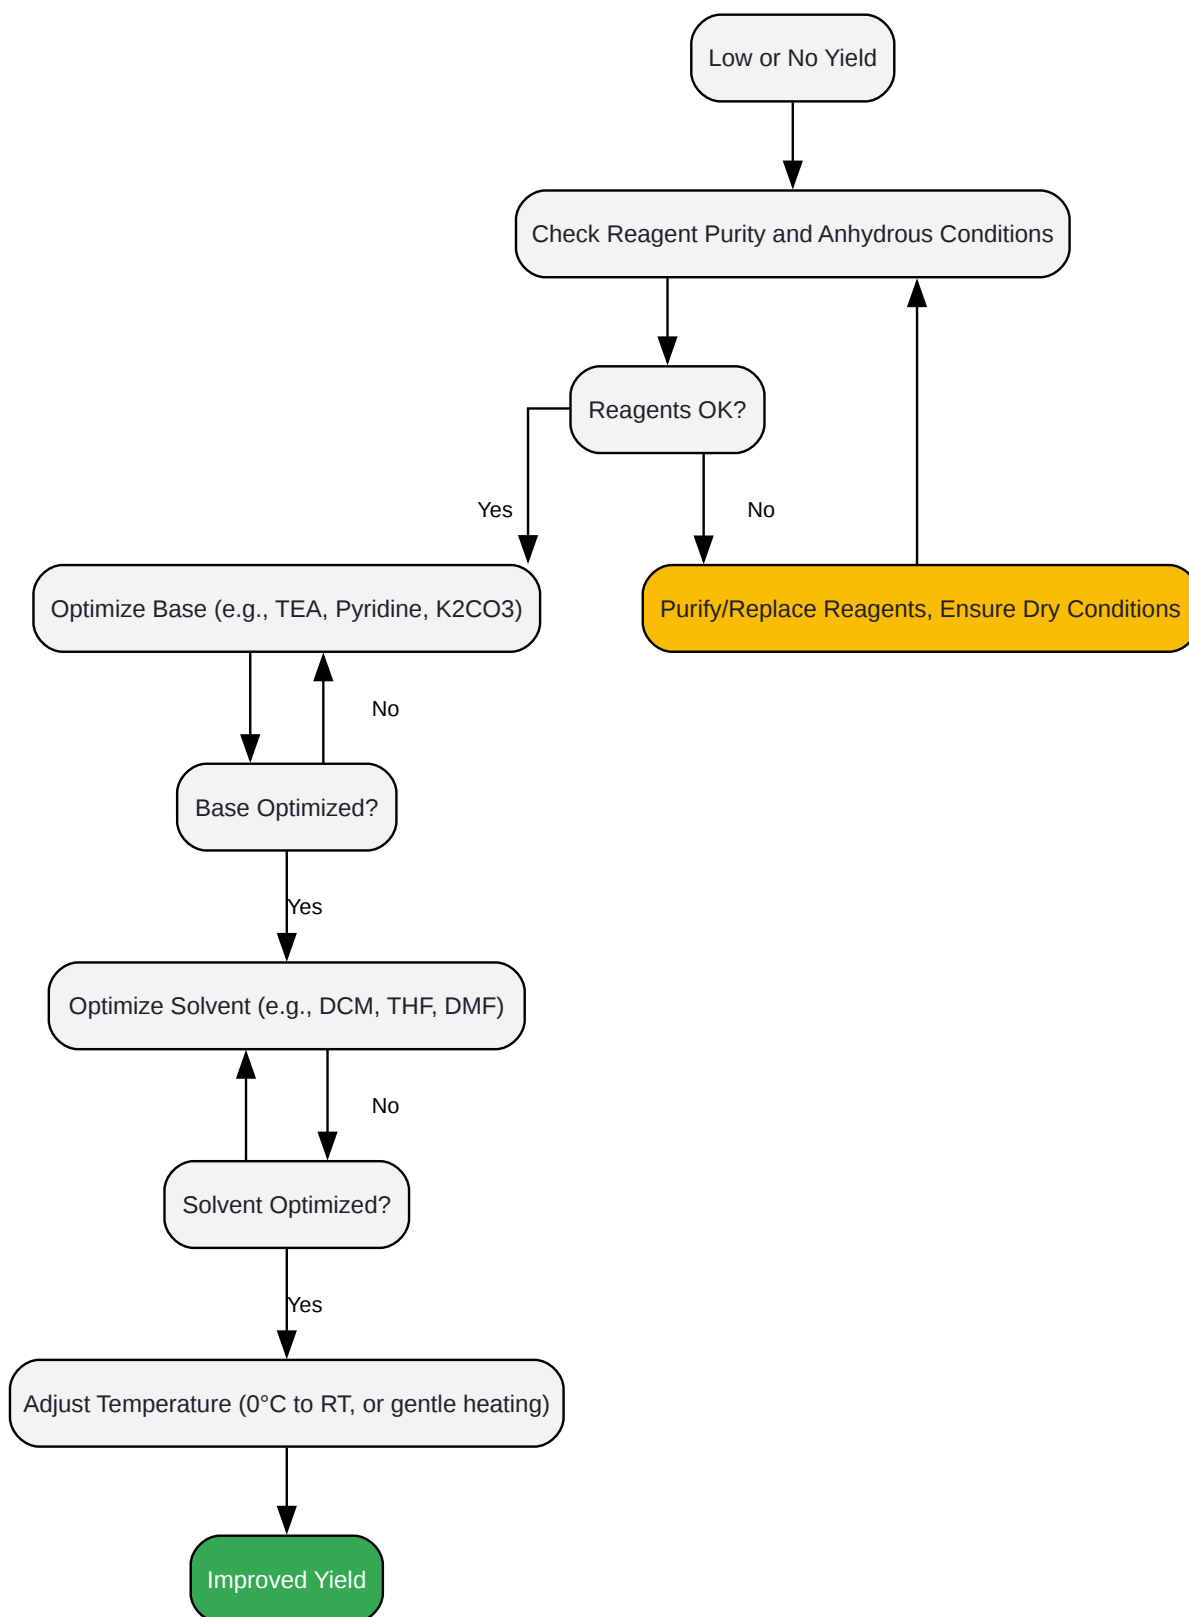 Low or No Yield
Check Reagent Purity and Anhydrous Conditions
Reagents OK?
Yes
No
Optimize Base (e.g., TEA, Pyridine, K2CO3)
Purify/Replace Reagents, Ensure Dry Conditions
No
Base Optimized?
Yes
Optimize Solvent (e.g., DCM, THF, DMF)
No
Solvent Optimized?
Yes
Adjust Temperature (0°C to RT, or gentle heating)
Improved Yield